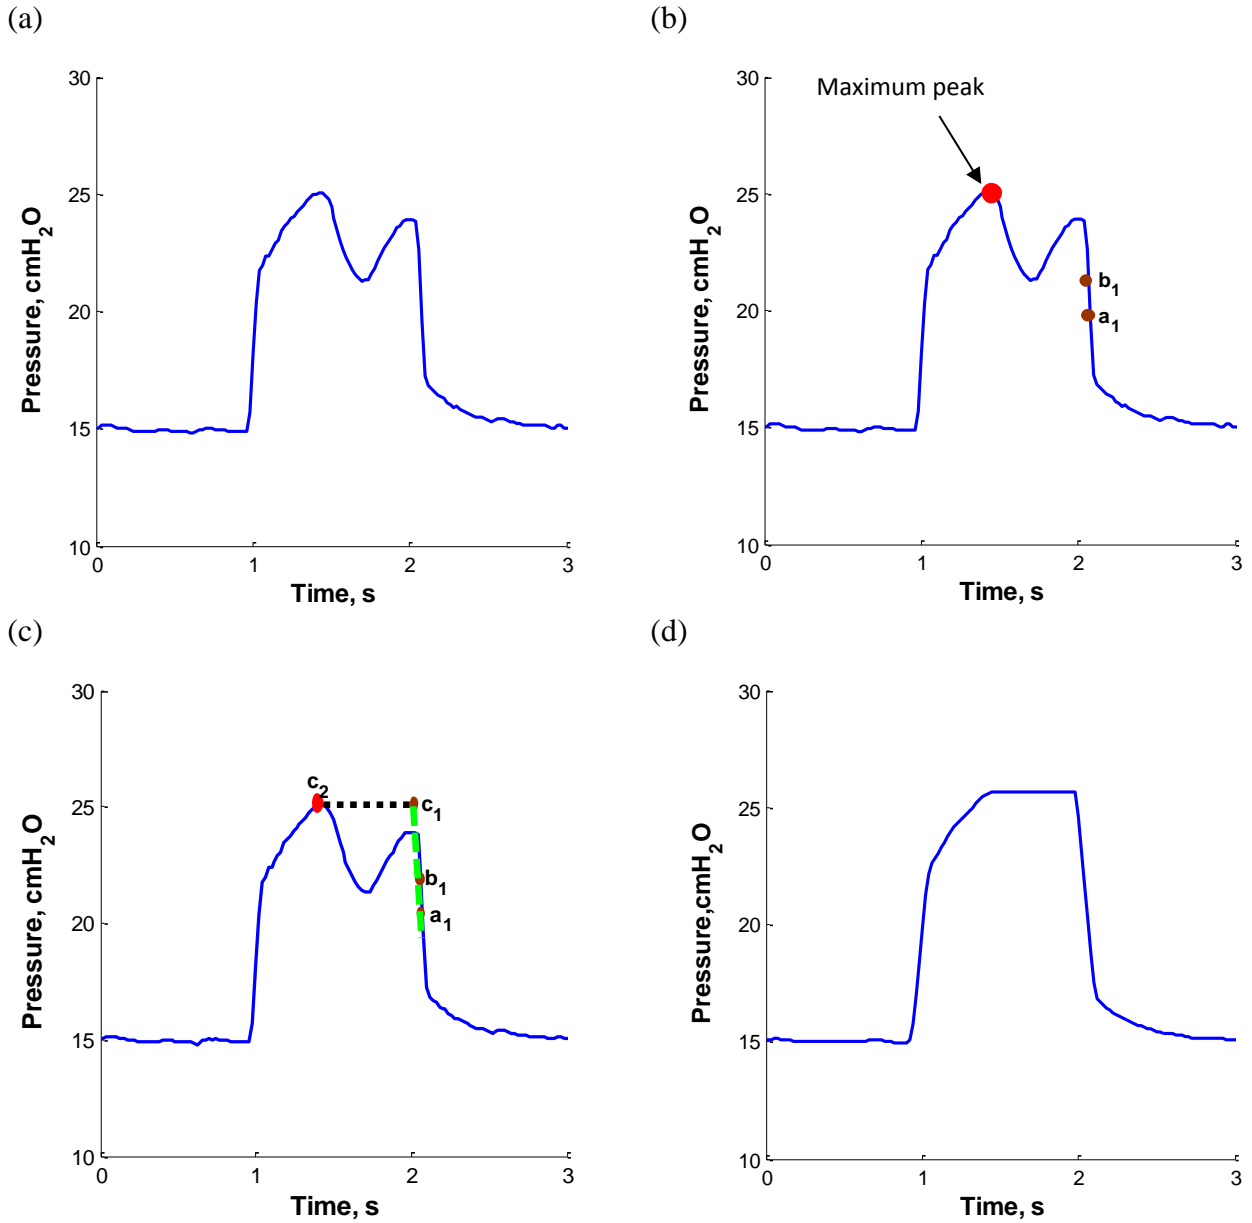 (a)
30
25
20
15
10
0
1
2
3
Pressure, cmH2O
Time, s
(b)
Maximum peak
30
25
20
15
10
0
1
2
3
b1
a1
Pressure, cmH2O
Time, s
(c)
30
25
20
15
10
0
1
2
3
c2
c1
b1
a1
Pressure, cmH2O
Time, s
(d)
30
25
20
15
10
0
1
2
3
Pressure,cmH2O
Time, s